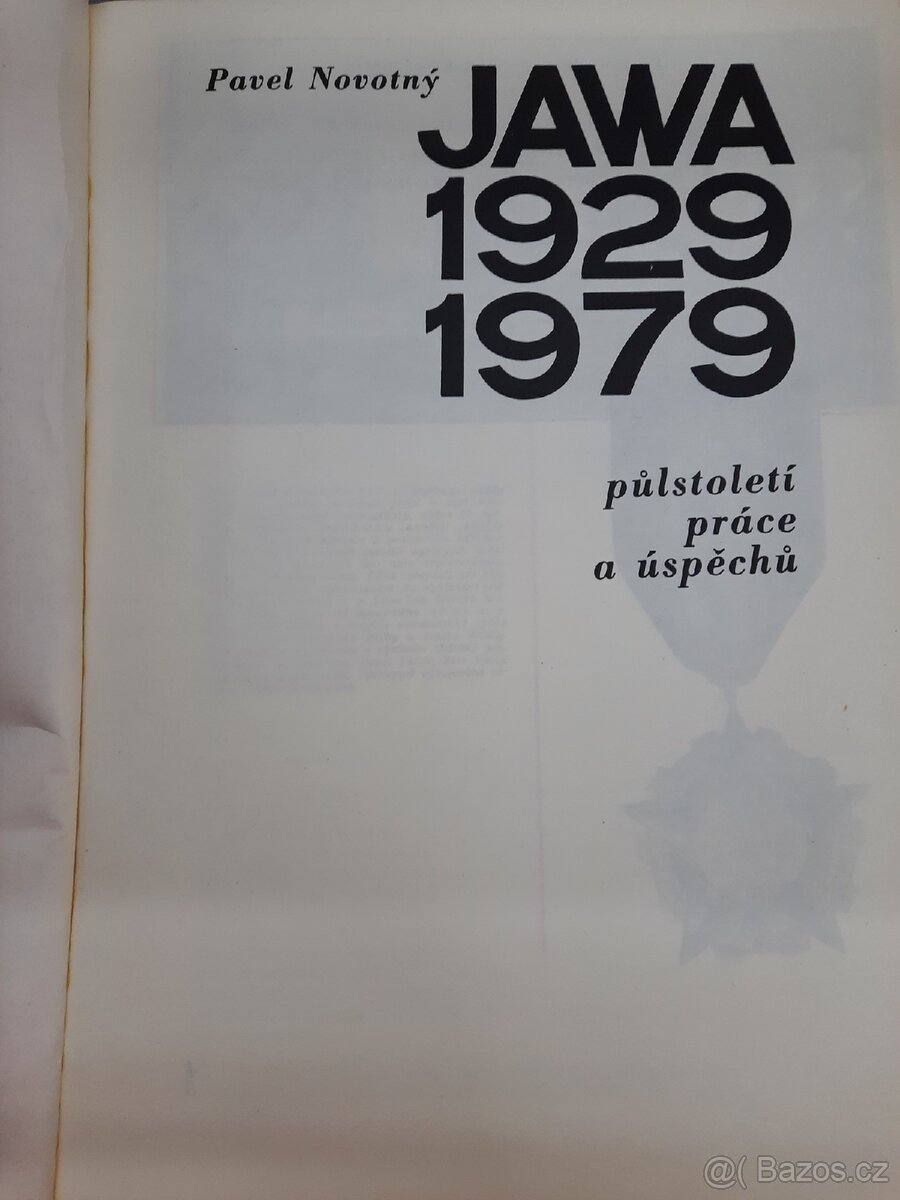 Pavel Novotný
JAWA
1929
1979
půlstoletí
práce
a úspěchů
@( Bazos.cz